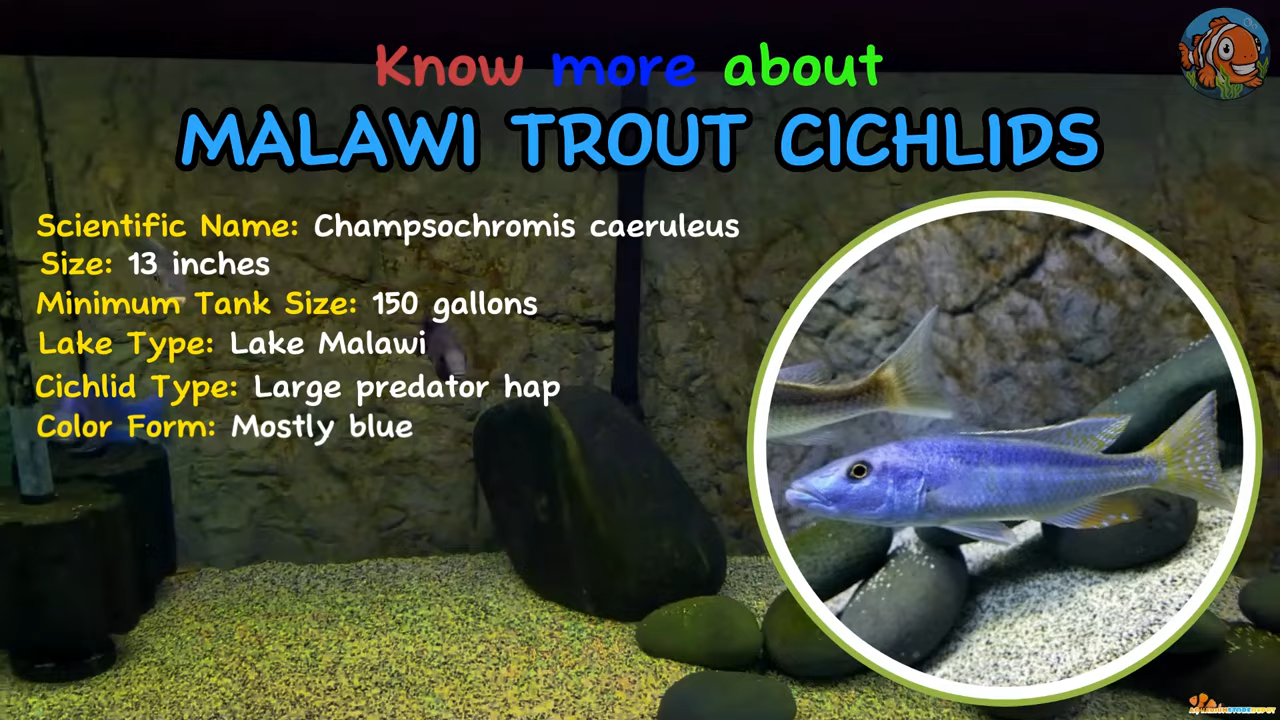 Know more about
MALAWI TROUT CICHLIDS
Scientific Name: Champsochromis caeruleus
Size: 13 inches
Minimum Tank Size: 150 gallons
Lake Type: Lake Malawi
Cichlid Type: Large predator hap
Color Form: Mostly blue